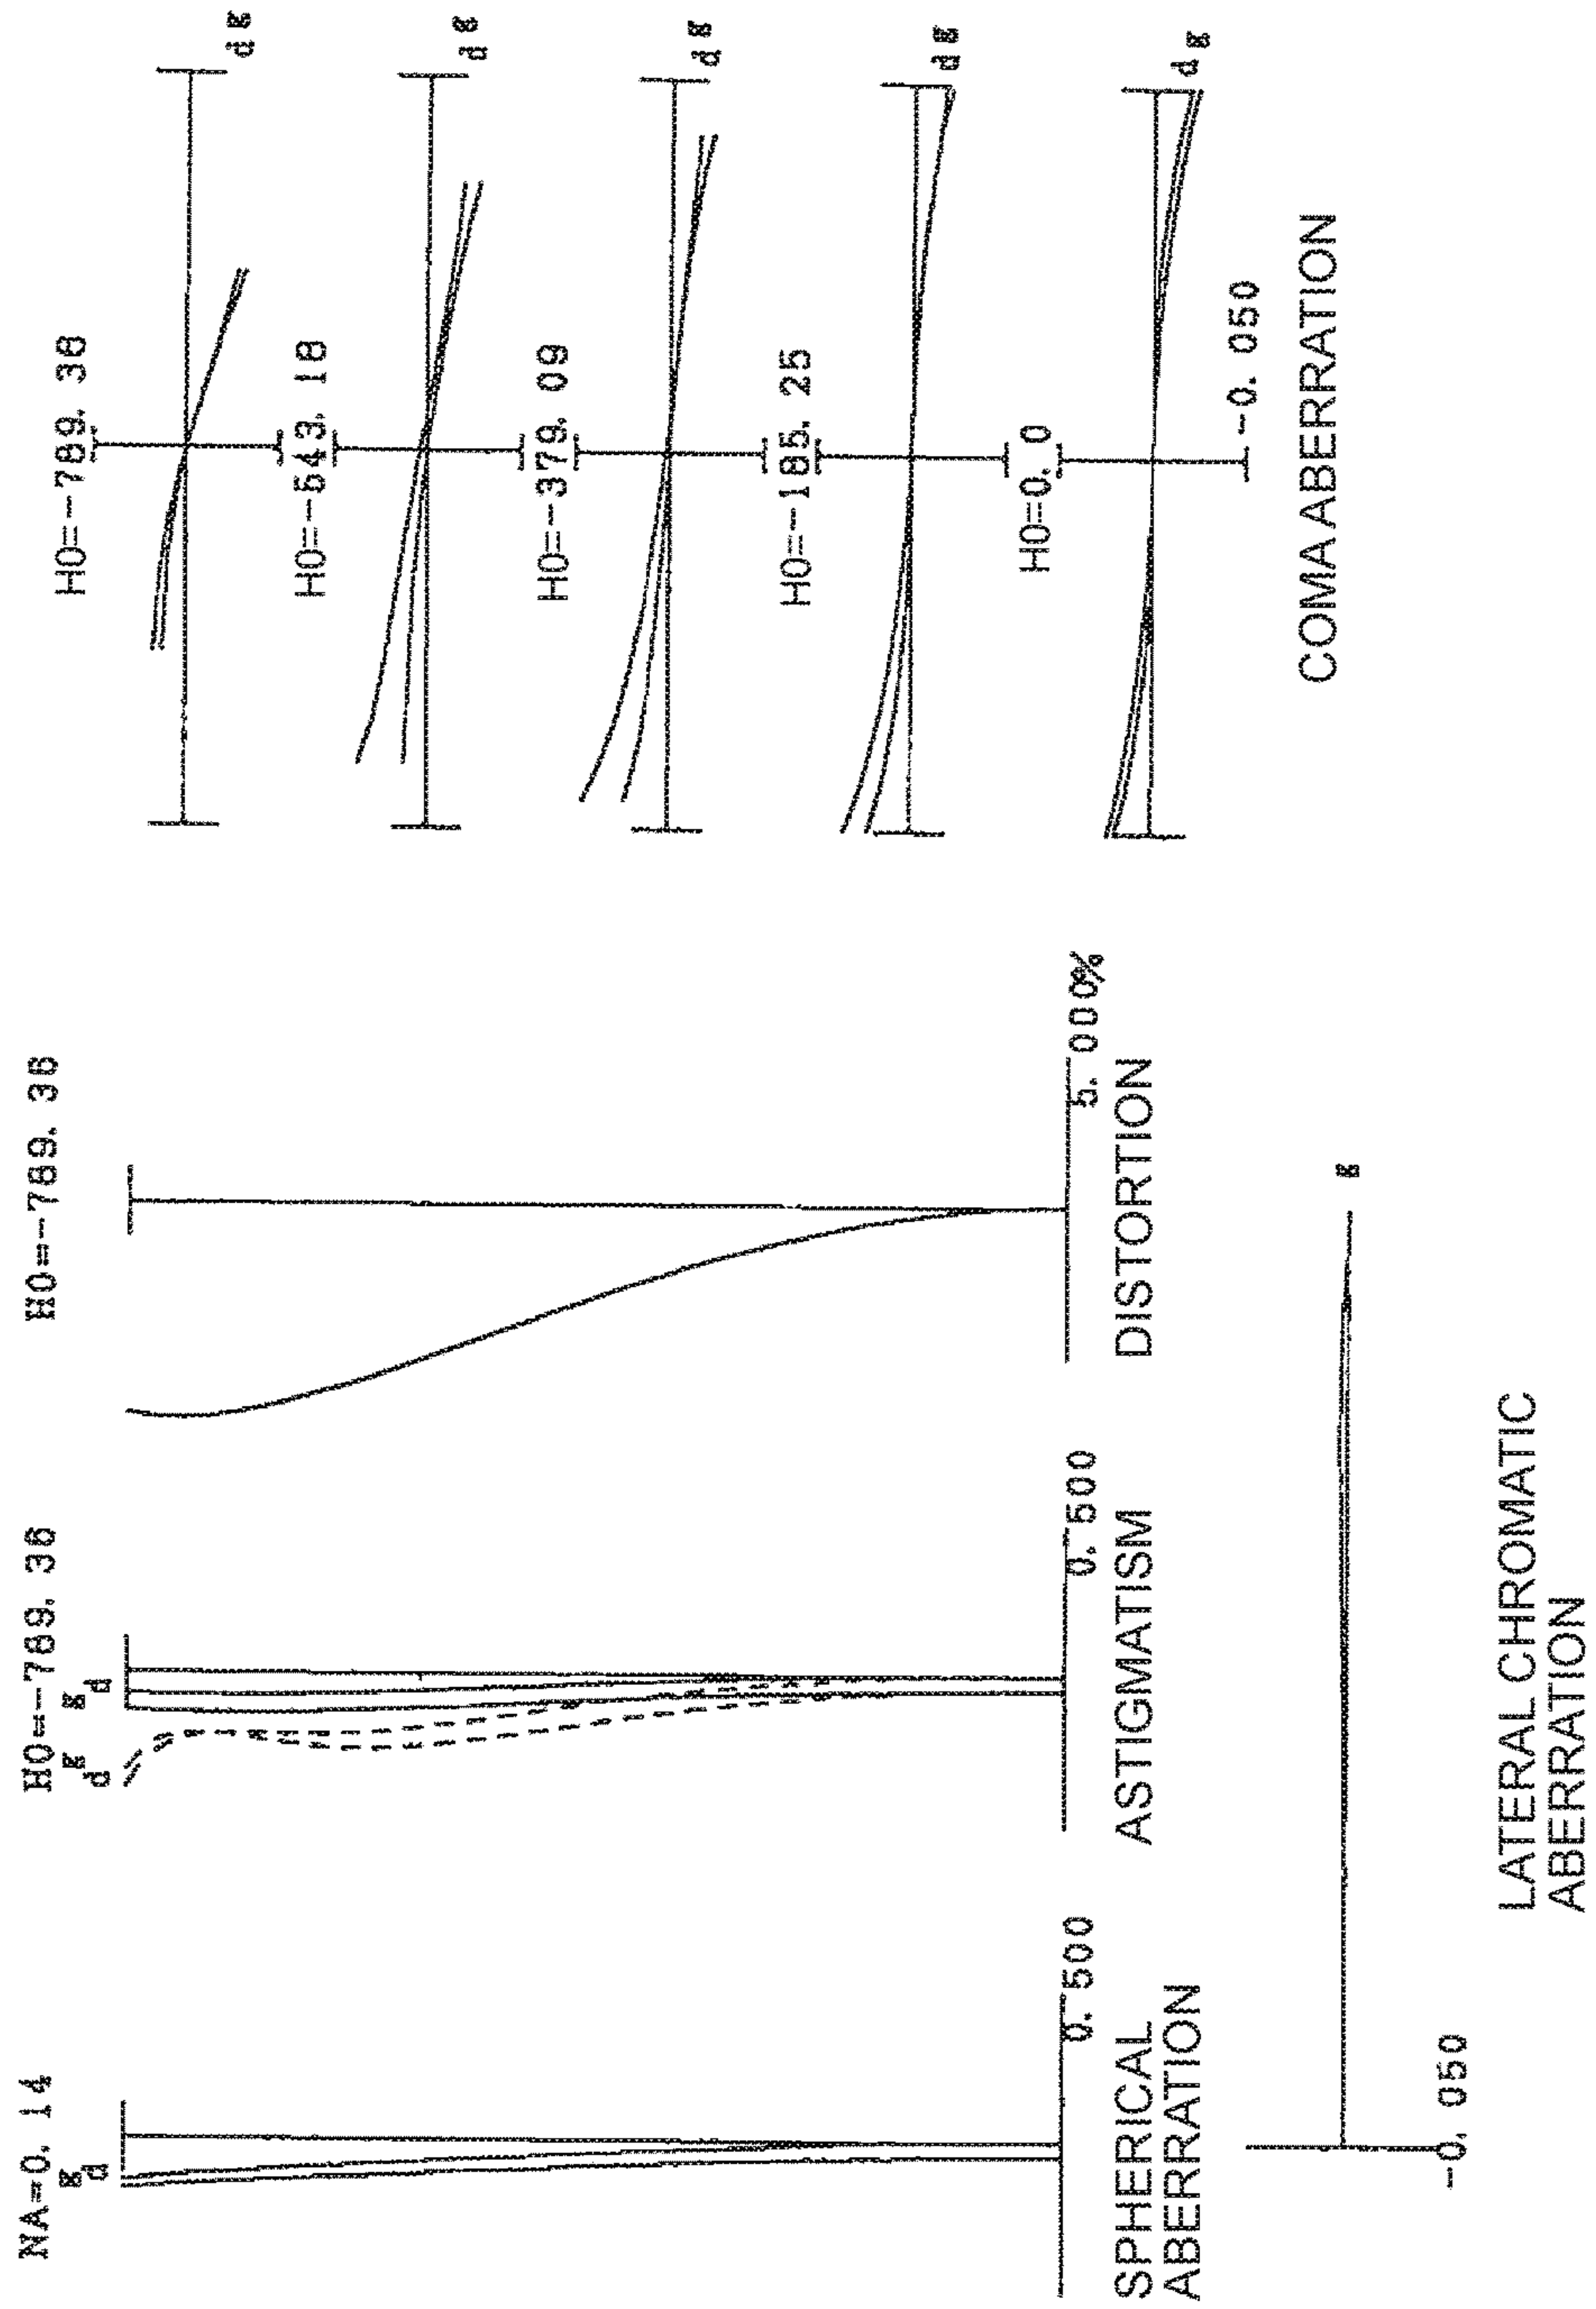 NA=0. 14
g
d
0. 500
SPHERICAL
ABERRATION
H0=-789. 36
g
d
g
d
0. 500
ASTIGMATISM
H0=-789. 36
5. 000%
DISTORTION
H0=-789. 36
d g
H0=-543. 18
d g
H0=-379. 09
d g
H0=-185. 25
d g
H0=0. 0
d g
-0. 050
COMA ABERRATION
g
-0. 050
LATERAL CHROMATIC
ABERRATION